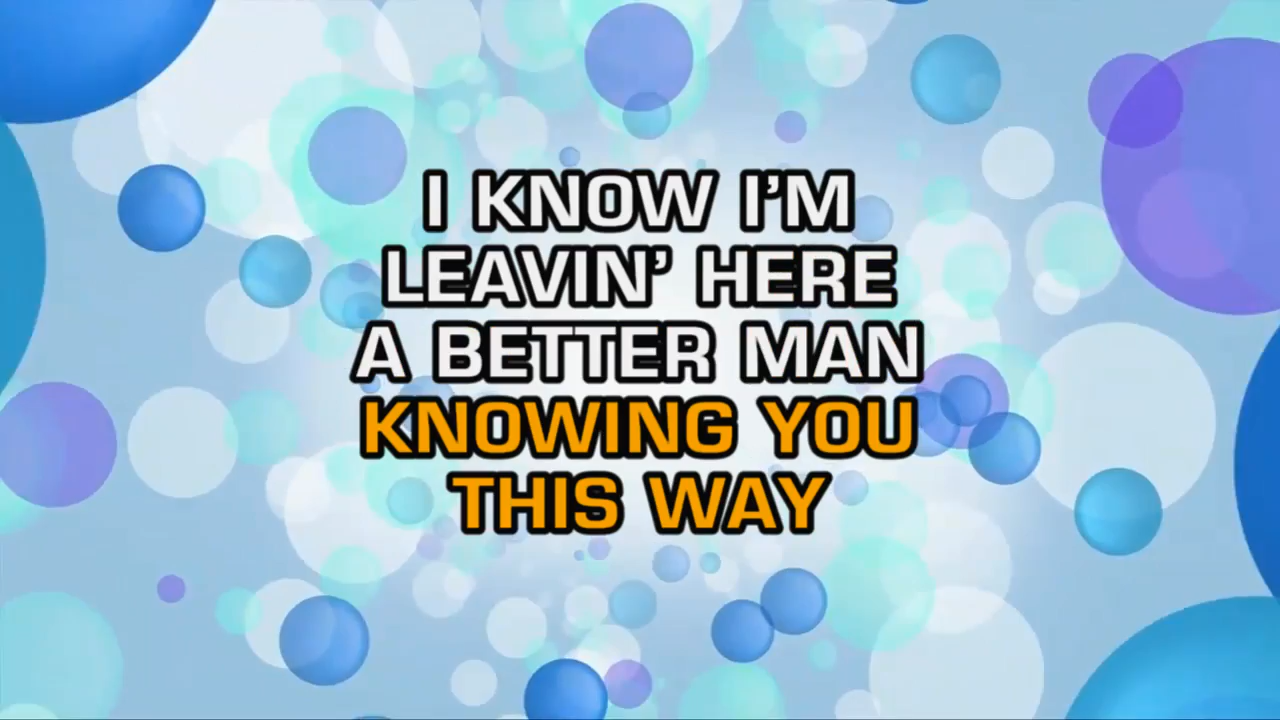 I KNOW I'M
LEAVIN' HERE
A BETTER MAN
KNOWING YOU
THIS WAY